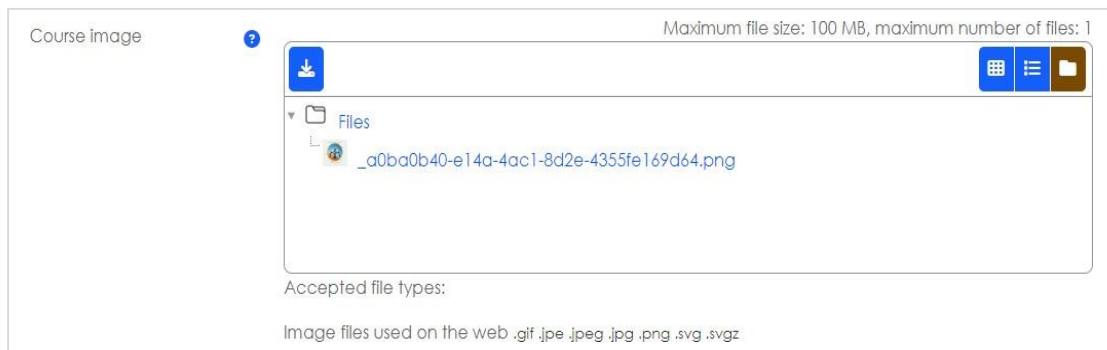 Course image
Maximum file size: 100 MB, maximum number of files: 1
Files
_a0ba0b40-e14a-4ac1-8d2e-4355fe169d64.png
Accepted file types:
Image files used on the web .gif .jpe .jpeg .jpg .png .svg .svgz